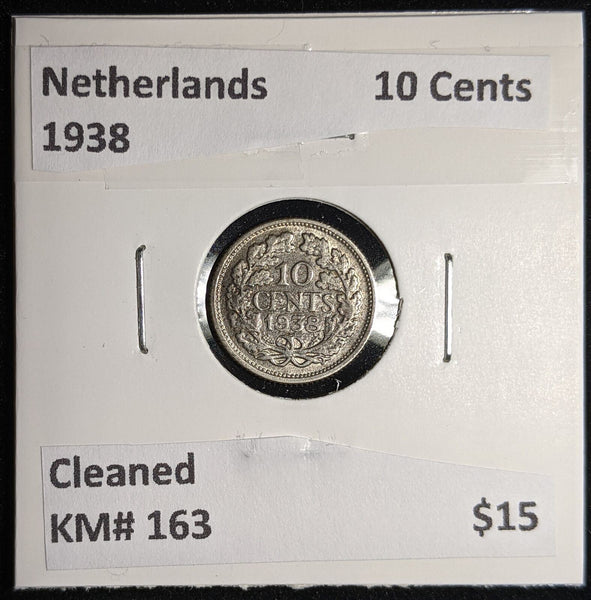 Netherlands 10 Cents
1938
10
CENTS
1938
Cleaned
KM# 163 $15